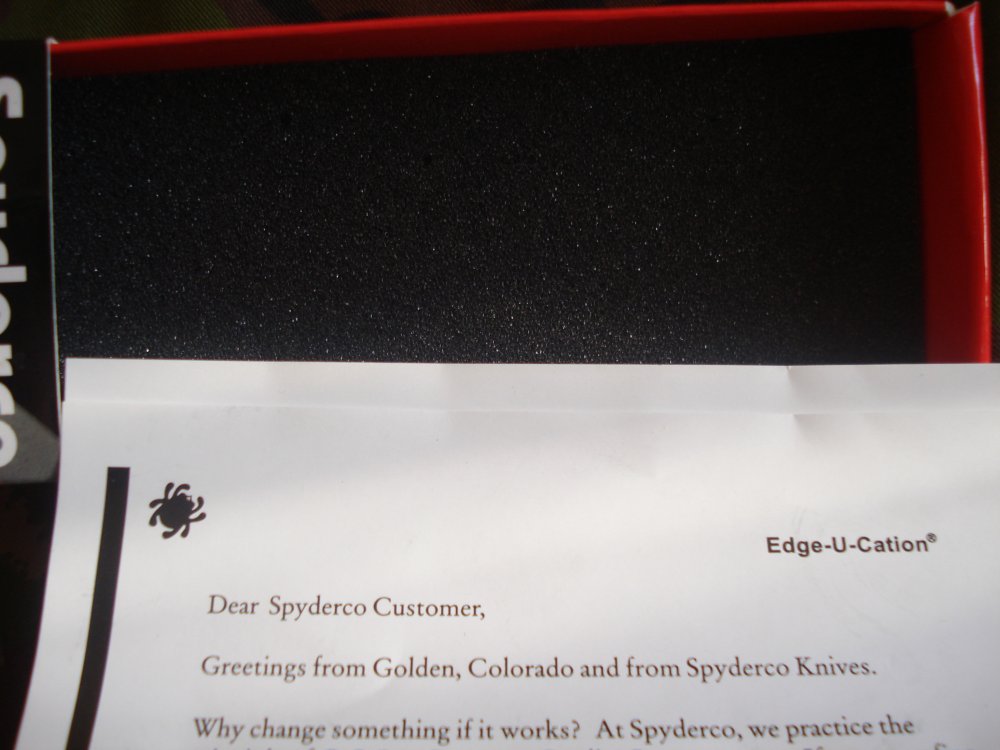 Spyderco
Edge-U-Cation®
Dear Spyderco Customer,
Greetings from Golden, Colorado and from Spyderco Knives.
Why change something if it works? At Spyderco, we practice the